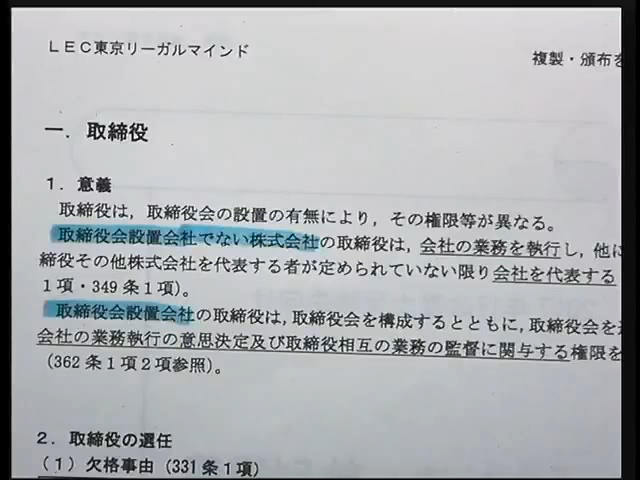 LEC東京リーガルマインド
複製・頒布を
一．取締役
1．意義
取締役は，取締役会の設置の有無により，その権限等が異なる。
取締役会設置会社でない株式会社の取締役は，会社の業務を執行し，他に
締役その他株式会社を代表する者が定められていない限り会社を代表する
1項・349条1項）。
取締役会設置会社の取締役は，取締役会を構成するとともに，取締役会を
会社の業務執行の意思決定及び取締役相互の業務の監督に関与する権限を
（362条1項2項参照）。
2．取締役の選任
（1）欠格事由（331条1項）